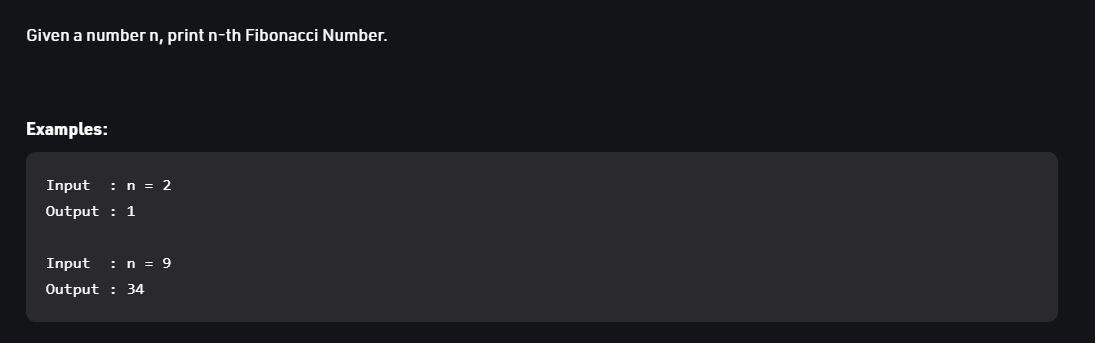 Given a number n, print n-th Fibonacci Number.
Examples:
Input  : n = 2
Output : 1
Input  : n = 9
Output : 34